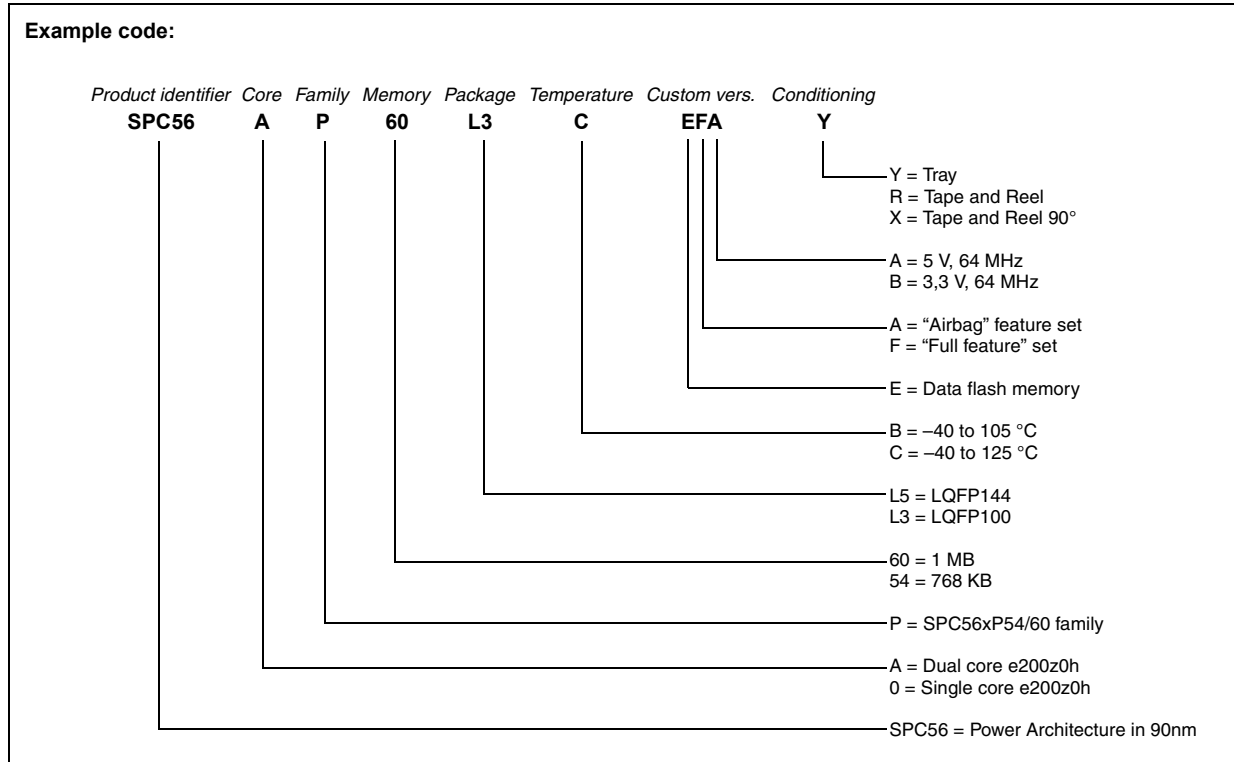 Example code:
Product identifier Core Family Memory Package Temperature Custom vers. Conditioning
SPC56 A P 60 L3 C EFA Y
Y = Tray
R = Tape and Reel
X = Tape and Reel 90°
A = 5 V, 64 MHz
B = 3,3 V, 64 MHz
A = “Airbag” feature set
F = “Full feature” set
E = Data flash memory
B = –40 to 105 °C
C = –40 to 125 °C
L5 = LQFP144
L3 = LQFP100
60 = 1 MB
54 = 768 KB
P = SPC56xP54/60 family
A = Dual core e200z0h
0 = Single core e200z0h
SPC56 = Power Architecture in 90nm